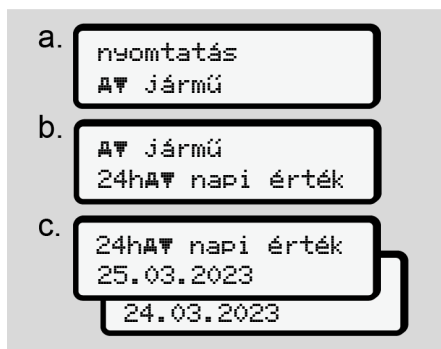 a.
nyomtatás
jármű
b.
jármű
24h napi érték
c.
24h napi érték
25.03.2023
24.03.2023